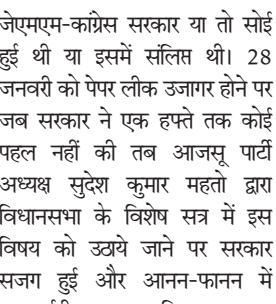 जेएमएम-कांग्रेस सरकार या तो सोई
हुई थी या इसमें संलिप्त थी। 28
जनवरी को पेपर लीक उजागर होने पर
जब सरकार ने एक हफ्ते तक कोई
पहल नहीं की तब आजसू पार्टी
अध्यक्ष सुदेश कुमार महतो द्वारा
विधानसभा के विशेष सत्र में इस
विषय को उठाये जाने पर सरकार
सजग हुई और आनन-फानन में